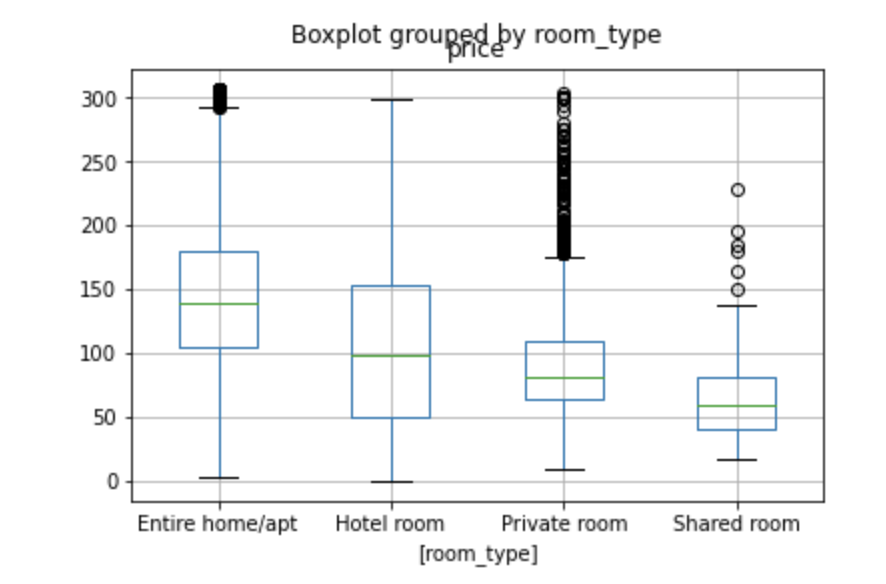 Boxplot grouped by room_type
price
300
250
200
150
100
50
0
Entire home/apt Hotel room Private room Shared room
[room_type]